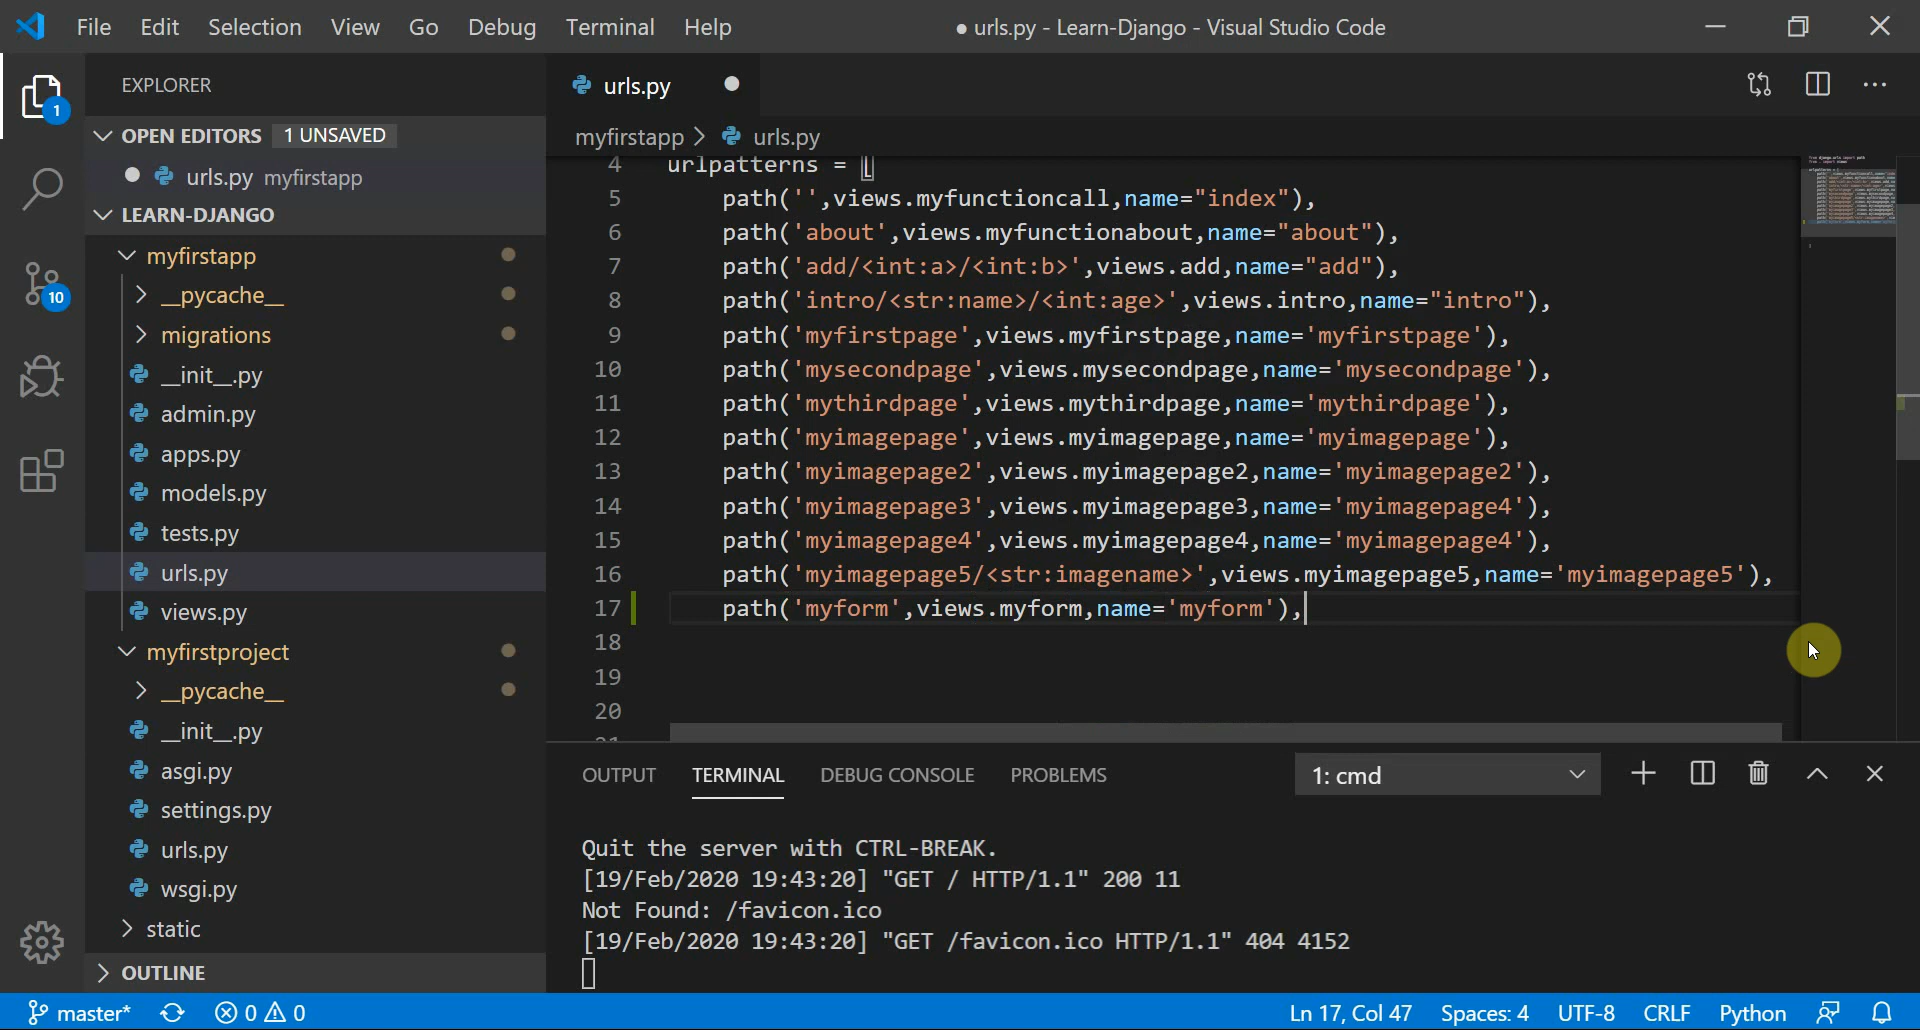 File Edit Selection View Go Debug Terminal Help
● urls.py - Learn-Django - Visual Studio Code
1
10
EXPLORER
OPEN EDITORS 1 UNSAVED
urls.py myfirstapp
LEARN-DJANGO
myfirstapp
__pycache__
migrations
__init__.py
admin.py
apps.py
models.py
tests.py
urls.py
views.py
myfirstproject
__pycache__
__init__.py
asgi.py
settings.py
urls.py
wsgi.py
static
OUTLINE
urls.py
myfirstapp > urls.py
4 urlpatterns = [
5 path('',views.myfunctioncall,name="index"),
6 path('about',views.myfunctionabout,name="about"),
7 path('add/<int:a>/<int:b>',views.add,name="add"),
8 path('intro/<str:name>/<int:age>',views.intro,name="intro"),
9 path('myfirstpage',views.myfirstpage,name='myfirstpage'),
10 path('mysecondpage',views.mysecondpage,name='mysecondpage'),
11 path('mythirdpage',views.mythirdpage,name='mythirdpage'),
12 path('myimagepage',views.myimagepage,name='myimagepage'),
13 path('myimagepage2',views.myimagepage2,name='myimagepage2'),
14 path('myimagepage3',views.myimagepage3,name='myimagepage4'),
15 path('myimagepage4',views.myimagepage4,name='myimagepage4'),
16 path('myimagepage5/<str:imagename>',views.myimagepage5,name='myimagepage5'),
17 path('myform',views.myform,name='myform'),
18
19
20
21
OUTPUT TERMINAL DEBUG CONSOLE PROBLEMS
1: cmd
Quit the server with CTRL-BREAK.
[19/Feb/2020 19:43:20] "GET / HTTP/1.1" 200 11
Not Found: /favicon.ico
[19/Feb/2020 19:43:20] "GET /favicon.ico HTTP/1.1" 404 4152
master* 0 0
Ln 17, Col 47 Spaces: 4 UTF-8 CRLF Python